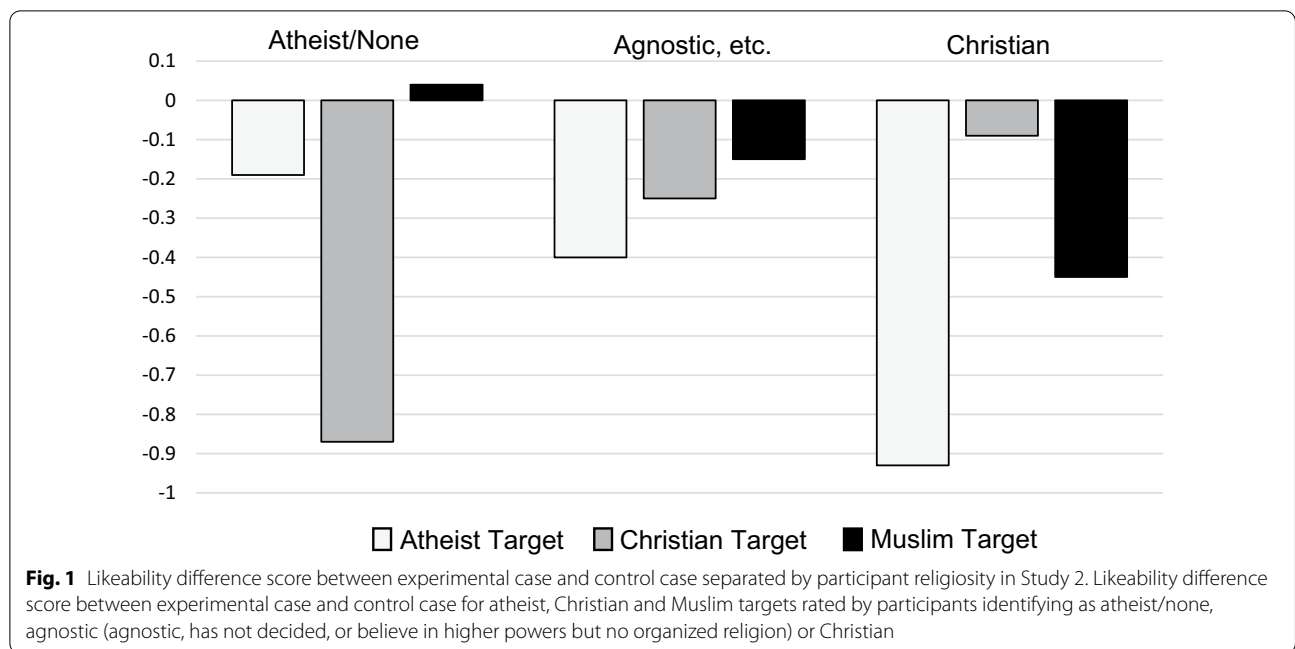 Atheist/None
Agnostic, etc.
Christian
0.1
0
-0.1
-0.2
-0.3
-0.4
-0.5
-0.6
-0.7
-0.8
-0.9
-1
Atheist Target
Christian Target
Muslim Target
Fig. 1 Likeability difference score between experimental case and control case separated by participant religiosity in Study 2. Likeability difference
score between experimental case and control case for atheist, Christian and Muslim targets rated by participants identifying as atheist/none,
agnostic (agnostic, has not decided, or believe in higher powers but no organized religion) or Christian